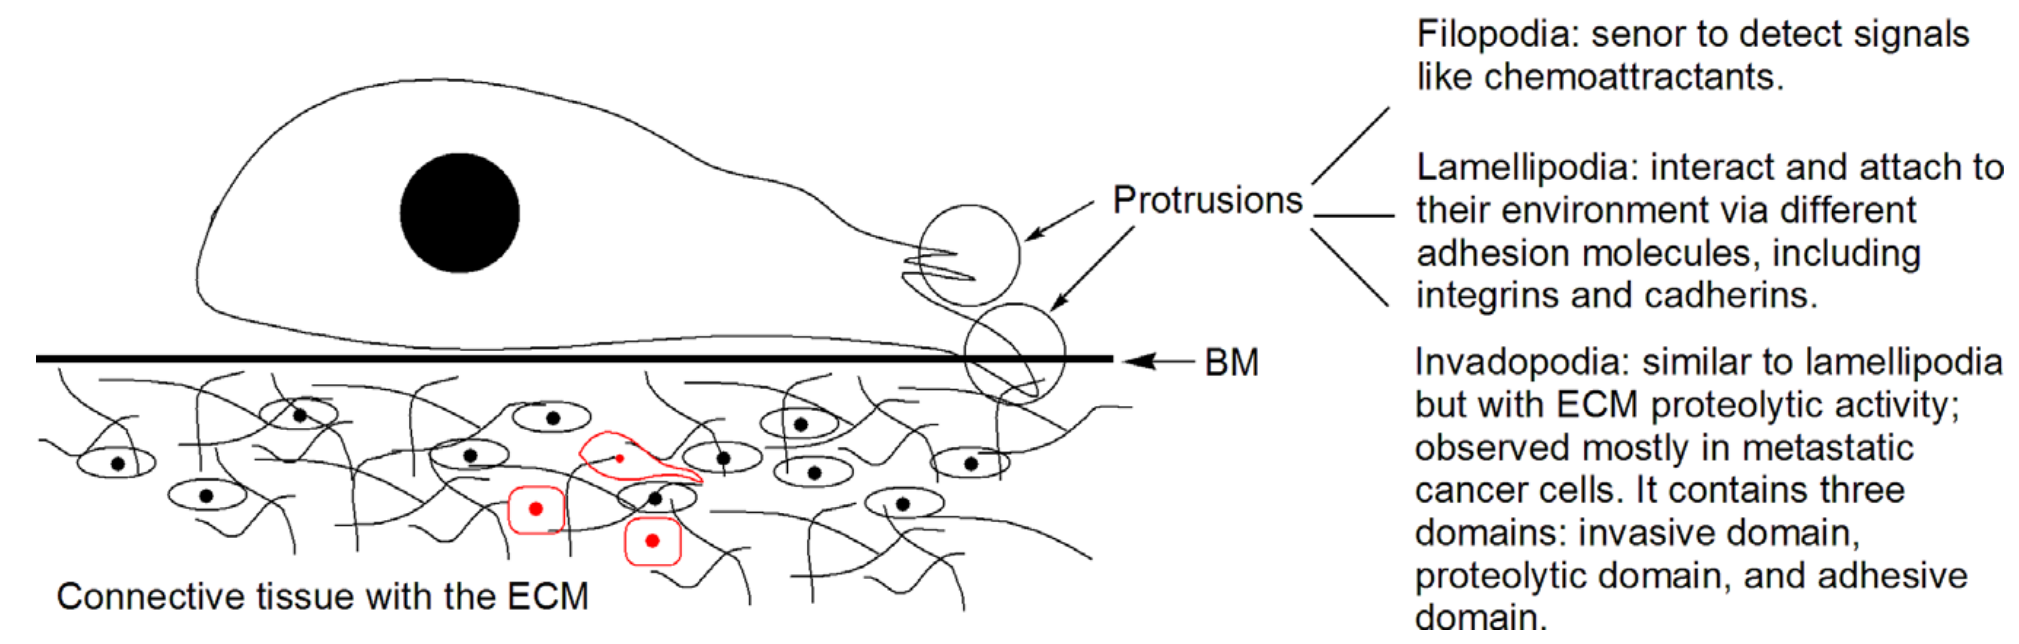 Filopodia: senor to detect signals
like chemoattractants.
Lamellipodia: interact and attach to
their environment via different
adhesion molecules, including
integrins and cadherins.
Protrusions
BM
Invadopodia: similar to lamellipodia
but with ECM proteolytic activity;
observed mostly in metastatic
cancer cells. It contains three
domains: invasive domain,
proteolytic domain, and adhesive
domain.
Connective tissue with the ECM